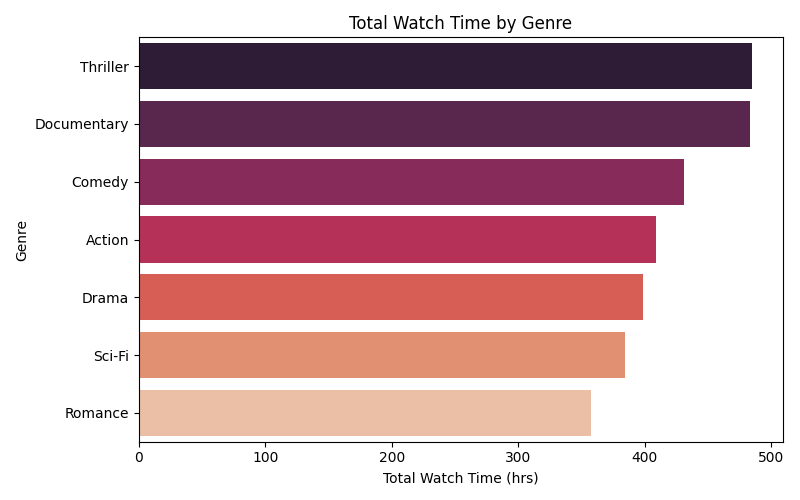 Total Watch Time by Genre
Genre
Thriller
Documentary
Comedy
Action
Drama
Sci-Fi
Romance
0 100 200 300 400 500
Total Watch Time (hrs)